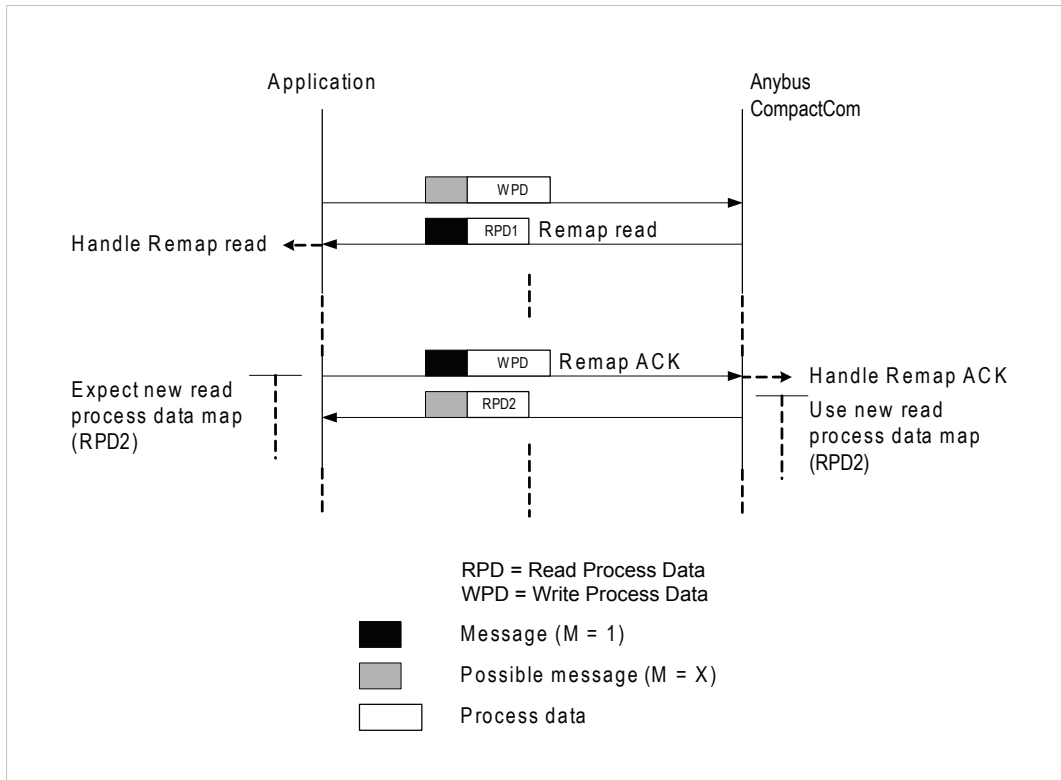 Application
Anybus
CompactCom
WPD
RPD1 Remap read
Handle Remap read
WPD Remap ACK
Handle Remap ACK
Expect new read
process data map
(RPD2)
RPD2
Use new read
process data map
(RPD2)
RPD = Read Process Data
WPD = Write Process Data
Message (M = 1)
Possible message (M = X)
Process data